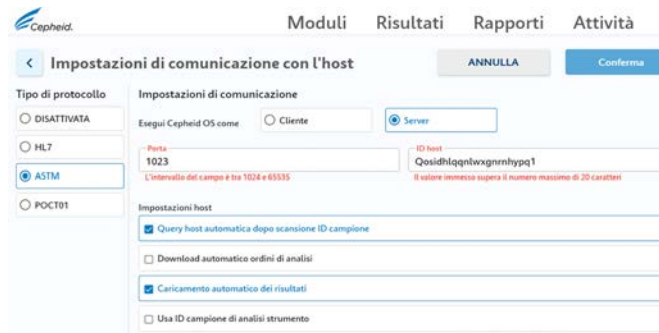 Cepheid.
Moduli Risultati Rapporti Attività
Impostazioni di comunicazione con l'host
ANNULLA
Conferma
Tipo di protocollo
DISATTIVATA
HL7
ASTM
POCT01
Impostazioni di comunicazione
Esegui Cepheid OS come
Cliente
Server
Porta
1023
L'intervallo del campo è tra 1024 e 65535
ID host
Qosidhlqqnlwxgnrnhypq1
Il valore immesso supera il numero massimo di 20 caratteri
Impostazioni host
Query host automatica dopo scansione ID campione
Download automatico ordini di analisi
Caricamento automatico dei risultati
Usa ID campione di analisi strumento